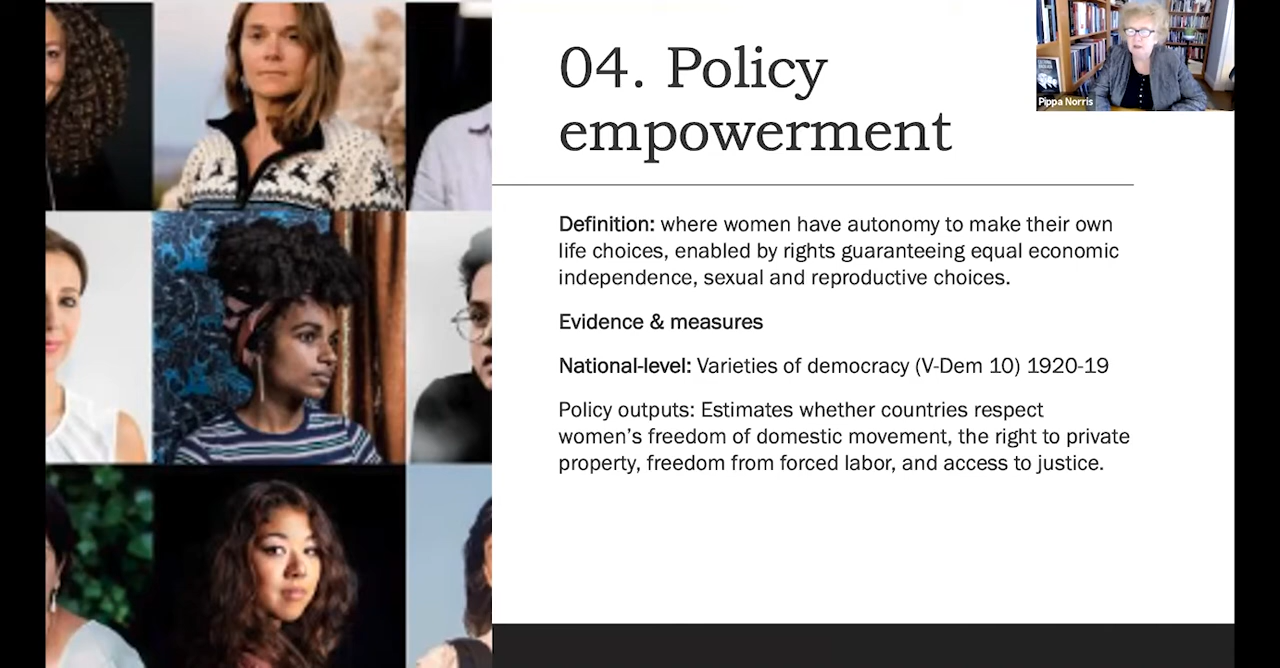 04. Policy
empowerment
Pippa Norris
Definition: where women have autonomy to make their own
life choices, enabled by rights guaranteeing equal economic
independence, sexual and reproductive choices.
Evidence & measures
National-level: Varieties of democracy (V-Dem 10) 1920-19
Policy outputs: Estimates whether countries respect
women’s freedom of domestic movement, the right to private
property, freedom from forced labor, and access to justice.